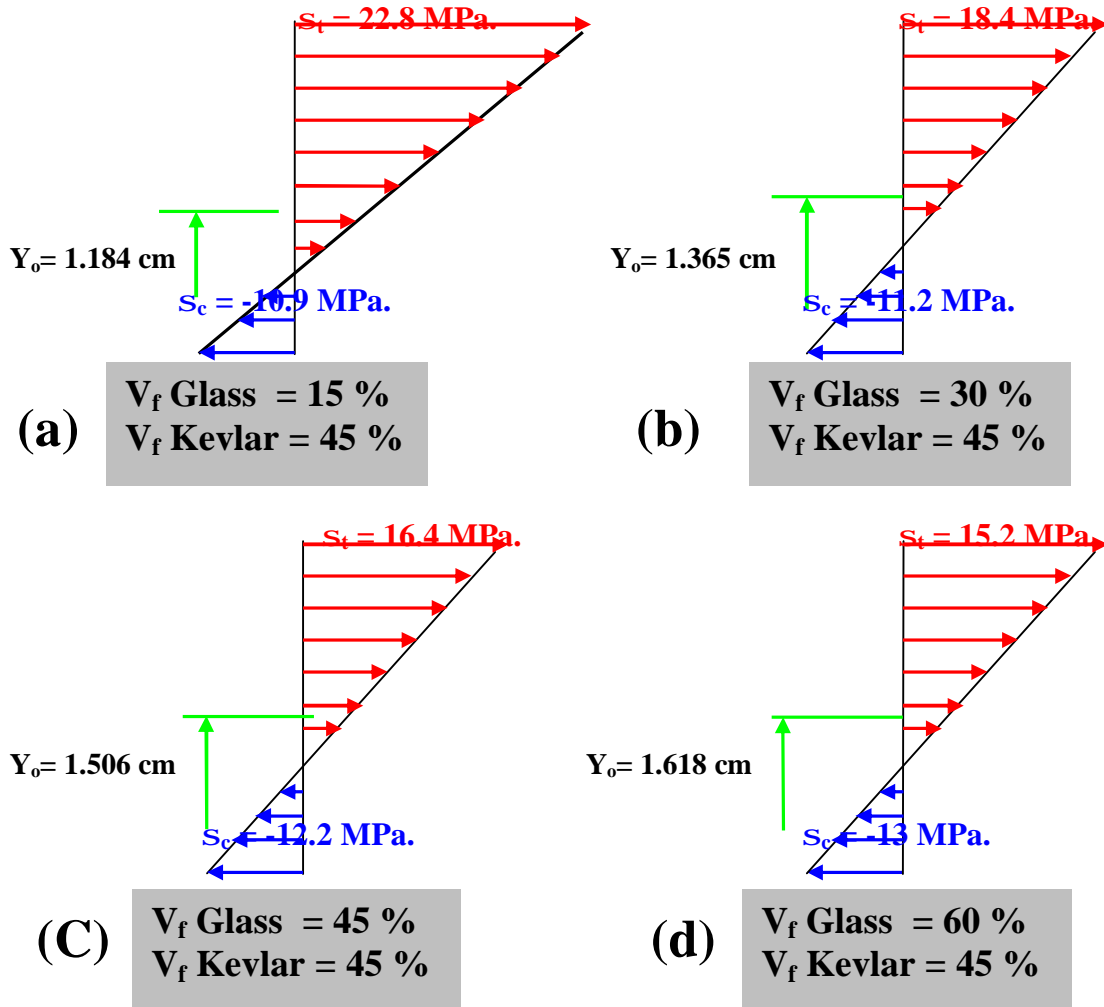 St = 22.8 MPa.
Yo= 1.184 cm
Sc = -10.9 MPa.
Vf Glass = 15 %
Vf Kevlar = 45 %
(a)
St = 18.4 MPa.
Yo= 1.365 cm
Sc = -11.2 MPa.
Vf Glass = 30 %
Vf Kevlar = 45 %
(b)
St = 16.4 MPa.
Yo= 1.506 cm
Sc = -12.2 MPa.
Vf Glass = 45 %
Vf Kevlar = 45 %
(C)
St = 15.2 MPa.
Yo= 1.618 cm
Sc = -13 MPa.
Vf Glass = 60 %
Vf Kevlar = 45 %
(d)